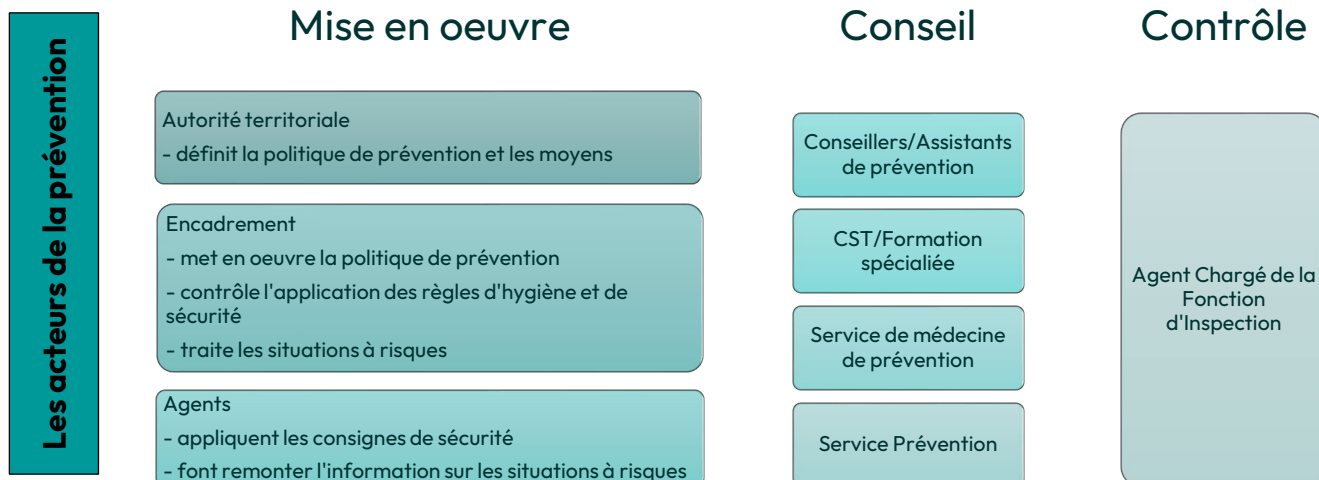 Les acteurs de la prévention
Mise en oeuvre
Autorité territoriale
- définit la politique de prévention et les moyens
Encadrement
- met en oeuvre la politique de prévention
- contrôle l'application des règles d'hygiène et de
sécurité
- traite les situations à risques
Agents
- appliquent les consignes de sécurité
- font remonter l'information sur les situations à risques
Conseil
Conseillers/Assistants
de prévention
CST/Formation
spécialiée
Service de médecine
de prévention
Service Prévention
Contrôle
Agent Chargé de la
Fonction
d'Inspection